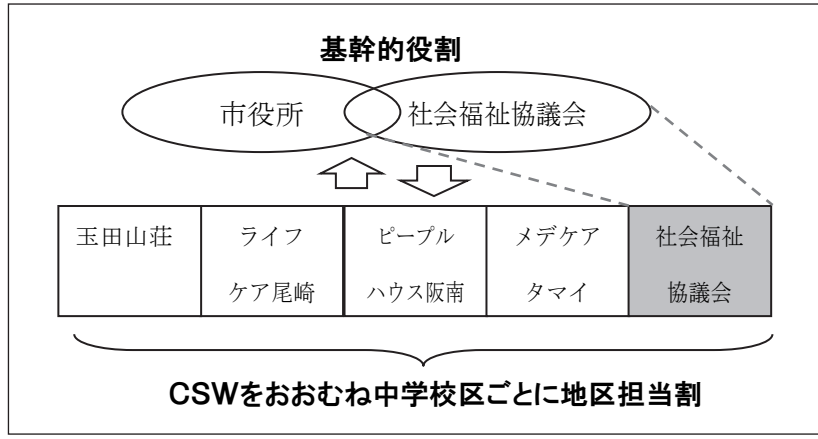 基幹的役割
市役所
社会福祉協議会
玉田山荘
ライフ
ケア尾崎
ピープル
ハウス阪南
メデケア
タマイ
社会福祉
協議会
CSWをおおむね中学校区ごとに地区担当割